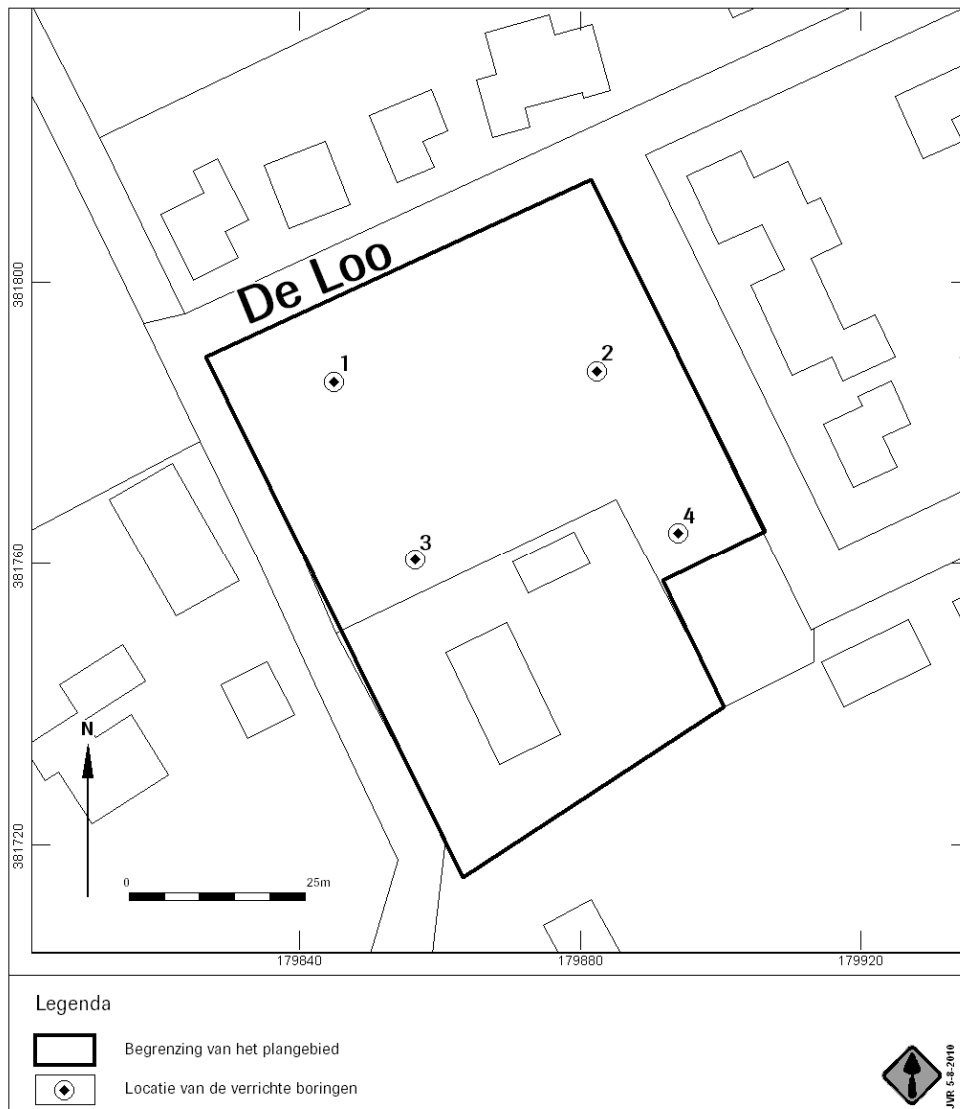 De Loo
381800
1
2
3
4
381760
N
381720
0 25m
179840 179880 179920
Legenda
Begrenzing van het plangebied
Locatie van de verrichte boringen
JVR 5-8-2010